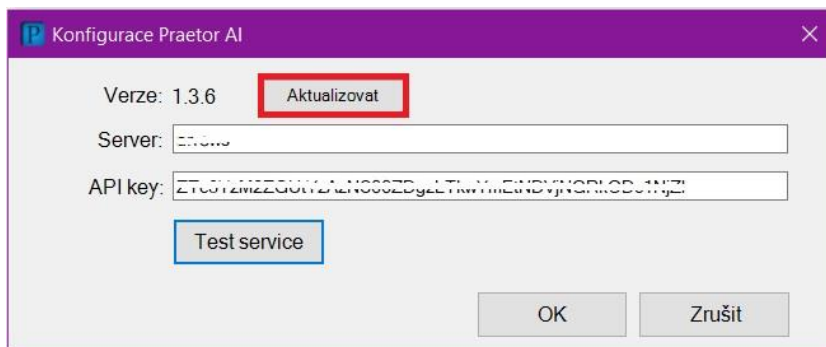 Konfigurace Praetor AI
Verze: 1.3.6 Aktualizovat
Server:
API key:
Test service
OK Zrušit